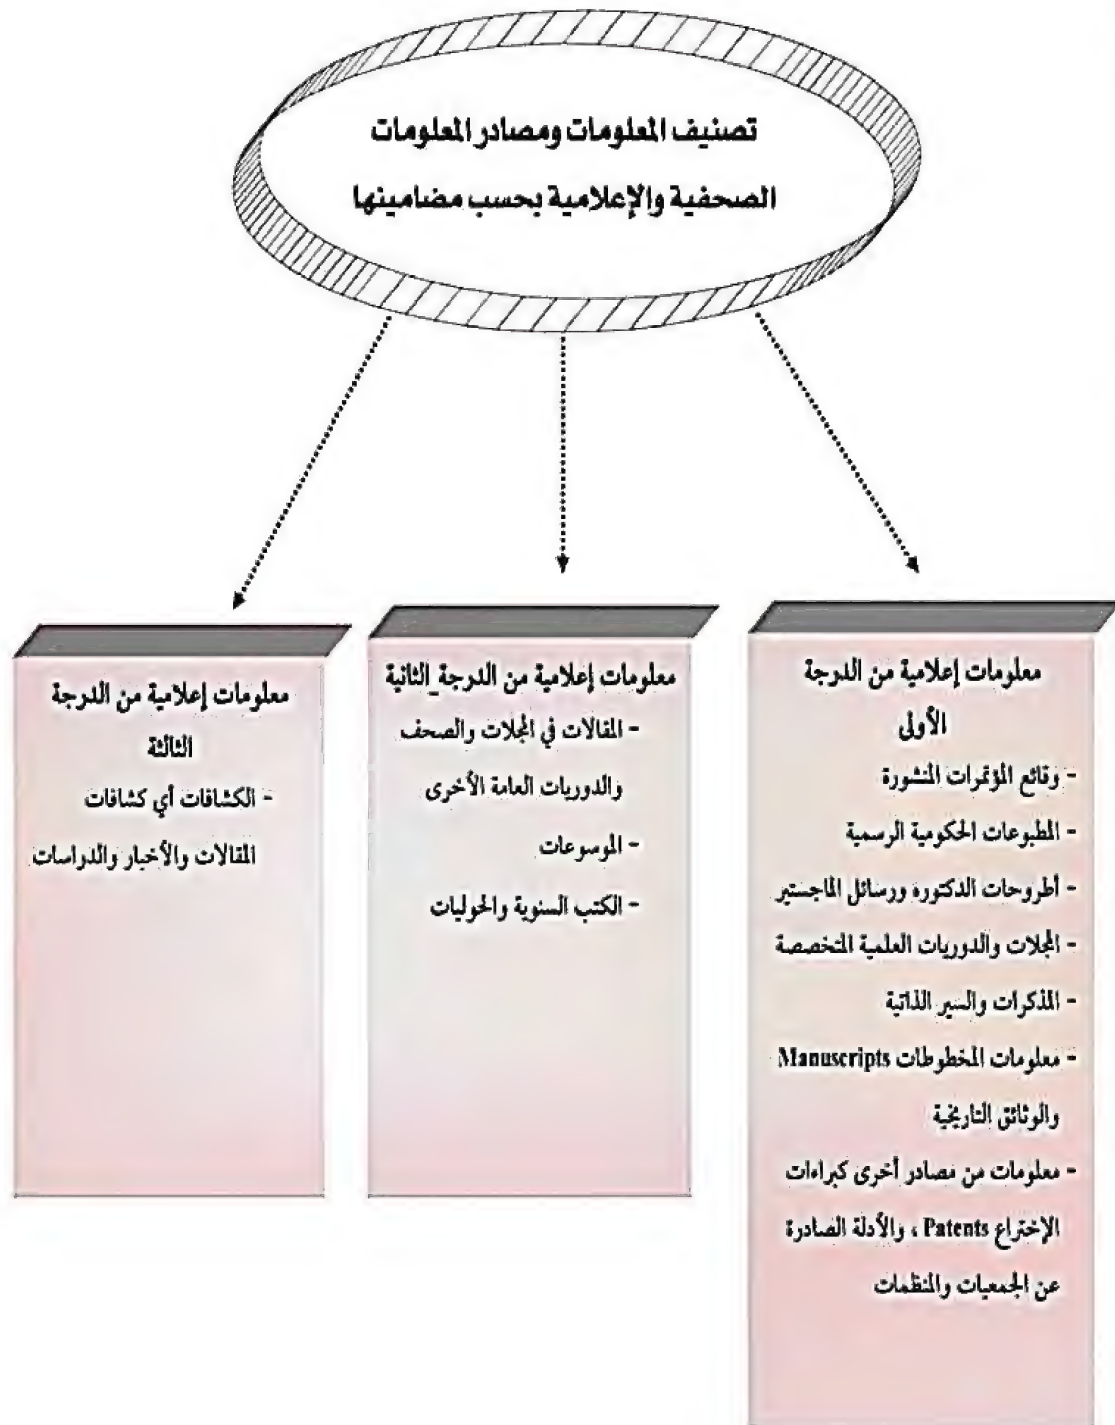 تصنيف المعلومات ومصادر المعلومات
الصحفية والإعلامية بحسب مضامينها
معلومات إعلامية من الدرجة
الأولى
- وقائع المؤتمرات المنشورة
- المطبوعات الحكومية الرسمية
- أطروحات الدكتوره ورسائل الماجستير
- المجلات والدوريات العلمية المتخصصة
- المذكرات والسير الذاتية
- معلومات المخطوطات Manuscripts
والوثائق التاريخية
- معلومات من مصادر أخرى كبراءات
الإختراع Patents ، والأدلة الصادرة
عن الجمعيات والمنظمات
معلومات إعلامية من الدرجة الثانية
- المقالات في المجلات والصحف
والدوريات العامة الأخرى
- الموسوعات
- الكتب السنوية والحوليات
معلومات إعلامية من الدرجة
الثالثة
- الكشافات أي كشافات
المقالات والأخبار والدراسات